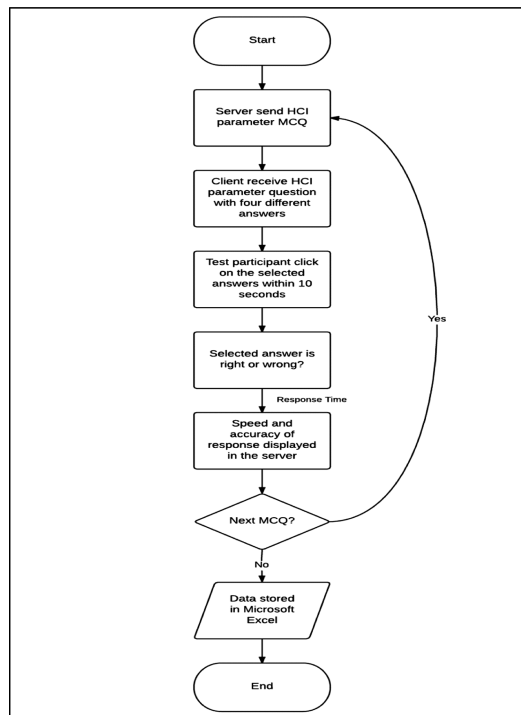 Start
Server send HCI
parameter MCQ
Client receive HCI
parameter question
with four different
answers
Test participant click
on the selected
answers within 10
seconds
Selected answer is
right or wrong?
Response Time
Speed and
accuracy of
response displayed
in the server
Next MCQ?
Yes
No
Data stored
in Microsoft
Excel
End